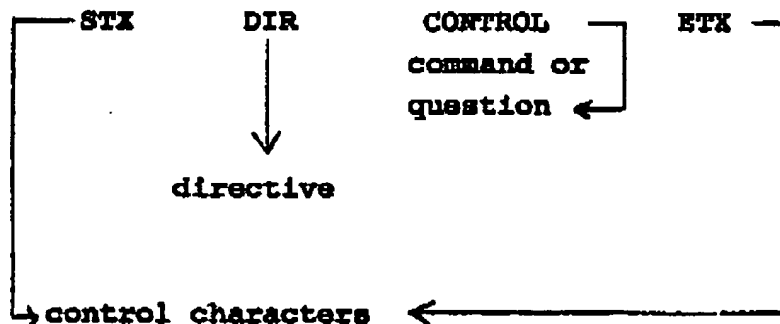 STX DIR CONTROL ETX
command or
question
directive
control characters